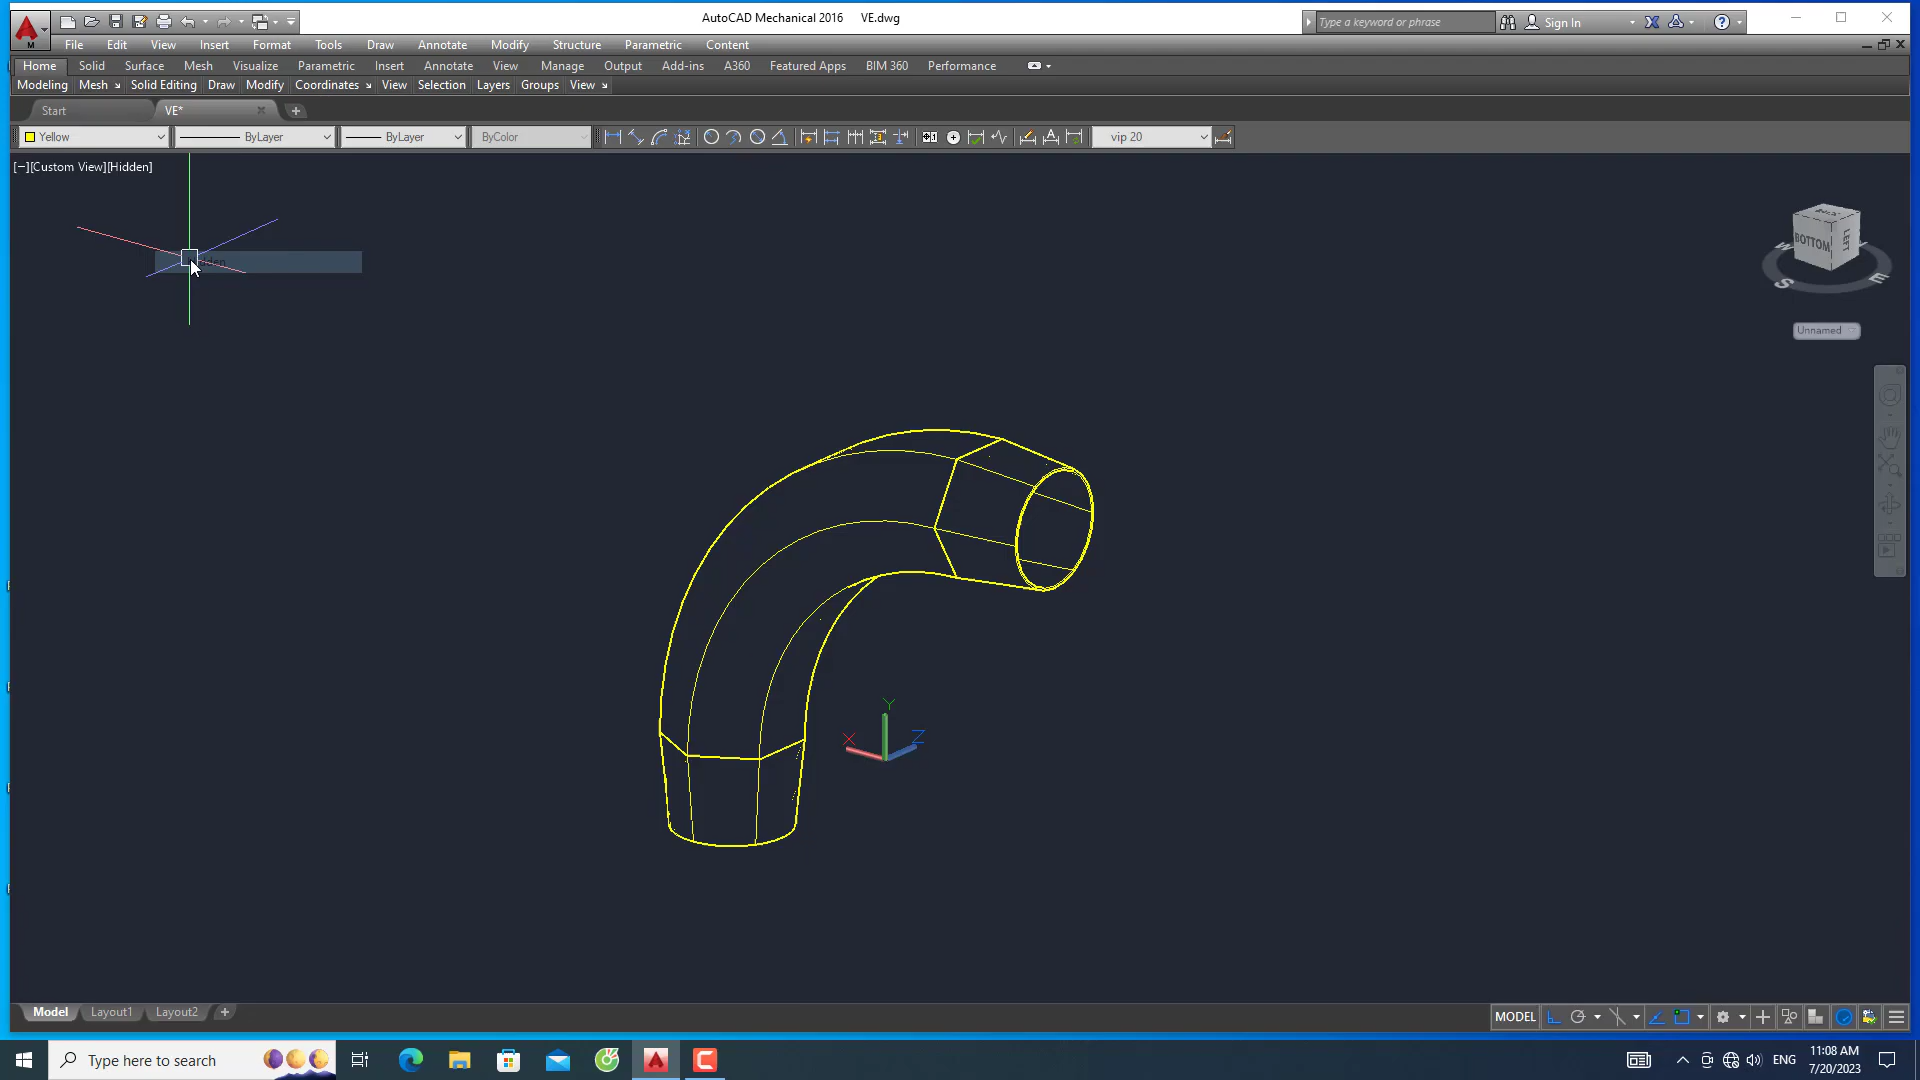 AutoCAD Mechanical 2016 VE.dwg
Type a keyword or phrase
Sign In
M
File Edit View Insert Format Tools Draw Annotate Modify Structure Parametric Content
Home Solid Surface Mesh Visualize Parametric Insert Annotate View Manage Output Add-ins A360 Featured Apps BIM 360 Performance
Modeling Mesh Solid Editing Draw Modify Coordinates View Selection Layers Groups View
Start VE*
Yellow ByLayer ByLayer ByColor vip 20
[−][Custom View][Hidden]
BACK
BOTTOM LEFT
W S E
Unnamed
Y
X Z
Model Layout1 Layout2
MODEL
Type here to search
ENG
11:08 AM
7/20/2023